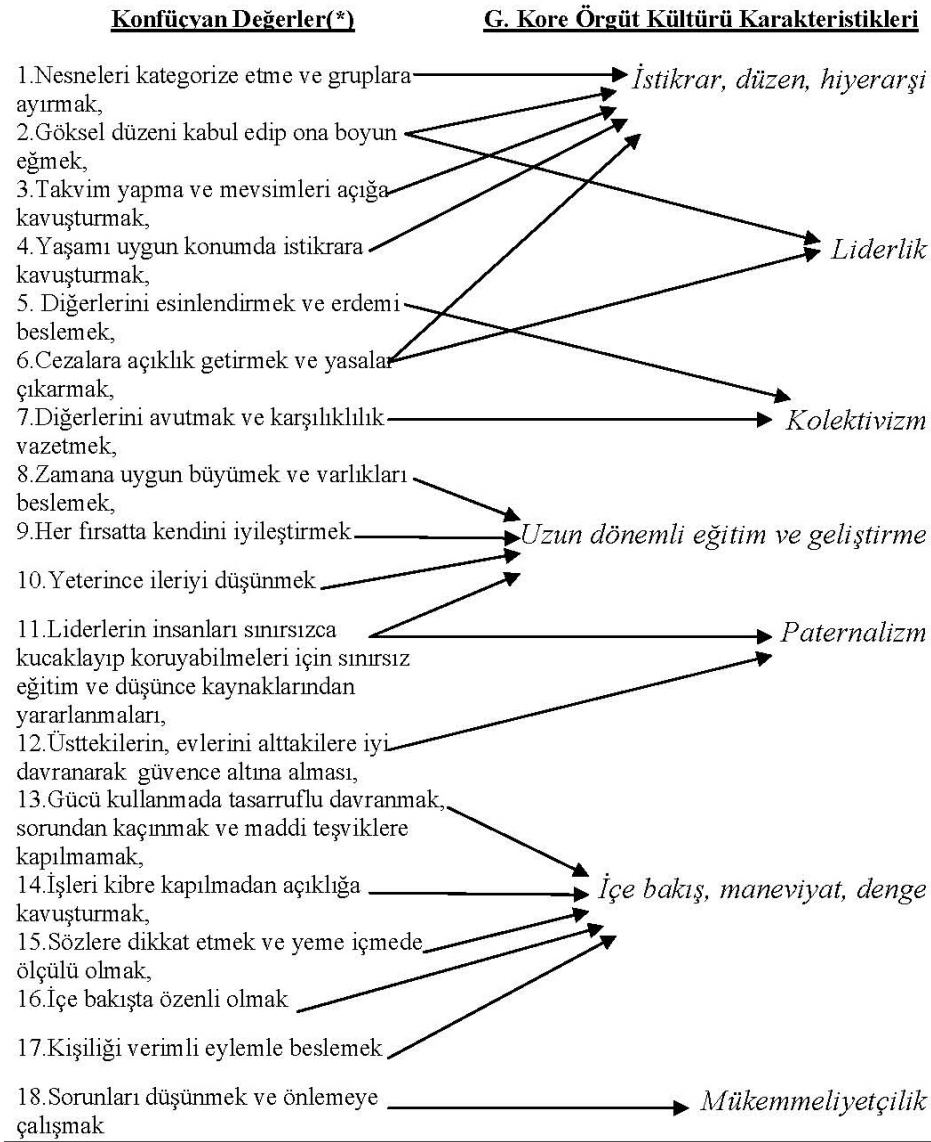 Konfüçyan Değerler(*)
G. Kore Örgüt Kültürü Karakteristikleri
1.Nesneleri kategorize etme ve gruplara
ayırmak,
2.Göksel düzeni kabul edip ona boyun
eğmek,
3.Takvim yapma ve mevsimleri açığa
kavuşturmak,
4.Yaşamı uygun konumda istikrara
kavuşturmak,
5. Diğerlerini esinlendirmek ve erdemi
beslemek,
6.Cezalara açıklık getirmek ve yasalar
çıkarmak,
7.Diğerlerini avutmak ve karşılıklılık
vazetmek,
8.Zamana uygun büyümek ve varlıkları
beslemek,
9.Her fırsatta kendini iyileştirmek
10.Yeterince ileriyi düşünmek
11.Liderlerin insanları sınırsızca
kucaklayıp koruyabilmeleri için sınırsız
eğitim ve düşünce kaynaklarından
yararlanmaları,
12.Üsttekilerin, evlerini alttakilere iyi
davranarak güvence altına alması,
13.Gücü kullanmada tasarruflu davranmak,
sorundan kaçınmak ve maddi teşviklere
kapılmamak,
14.İşleri kibre kapılmadan açıklığa
kavuşturmak,
15.Sözlere dikkat etmek ve yeme içmede
ölçülü olmak,
16.İçe bakışta özenli olmak
17.Kişiliği verimli eylemle beslemek
18.Sorunları düşünmek ve önlemeye
çalışmak
İstikrar, düzen, hiyerarşi
Liderlik
Kolektivizm
Uzun dönemli eğitim ve geliştirme
Paternalizm
İçe bakış, maneviyat, denge
Mükemmeliyetçilik